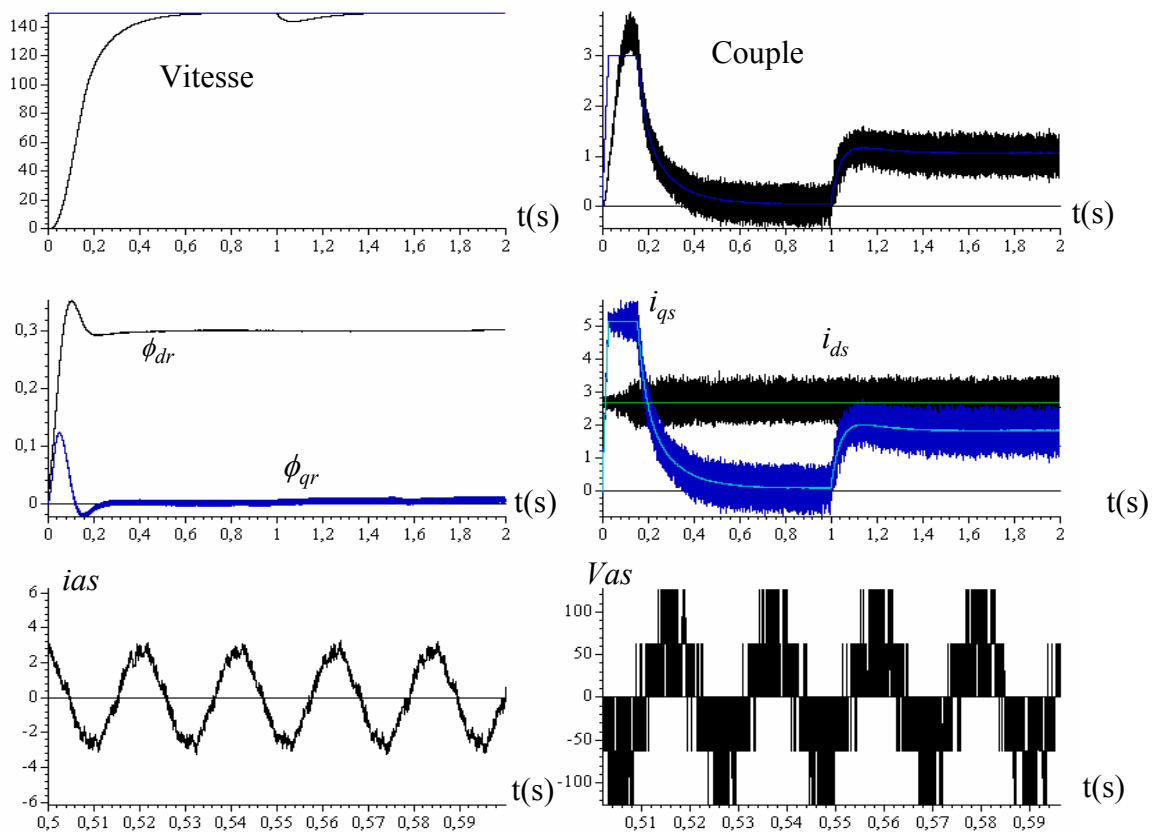 140
120
100
80
60
40
20
0
Vitesse
t(s)
0 0,2 0,4 0,6 0,8 1 1,2 1,4 1,6 1,8 2
3
2
1
0
Couple
t(s)
0 0,2 0,4 0,6 0,8 1 1,2 1,4 1,6 1,8 2
0,3
0,2
0,1
0
ϕdr
ϕqr
t(s)
0 0,2 0,4 0,6 0,8 1 1,2 1,4 1,6 1,8 2
5
4
3
2
1
0
iqs
ids
t(s)
0 0,2 0,4 0,6 0,8 1 1,2 1,4 1,6 1,8 2
ias
6
4
2
0
-2
-4
-6
t(s)
0,5 0,51 0,52 0,53 0,54 0,55 0,56 0,57 0,58 0,59
Vas
100
50
0
-50
-100
t(s)
0,51 0,52 0,53 0,54 0,55 0,56 0,57 0,58 0,59